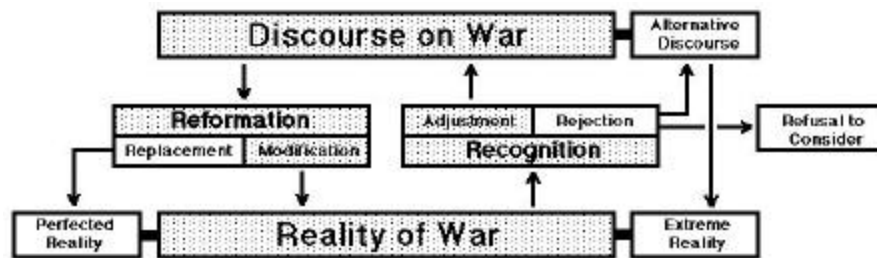 Discourse on War
Alternative
Discourse
Reformation
Replacement
Modification
Adjustment
Rejection
Recognition
Refusal to
Consider
Perfected
Reality
Reality of War
Extreme
Reality